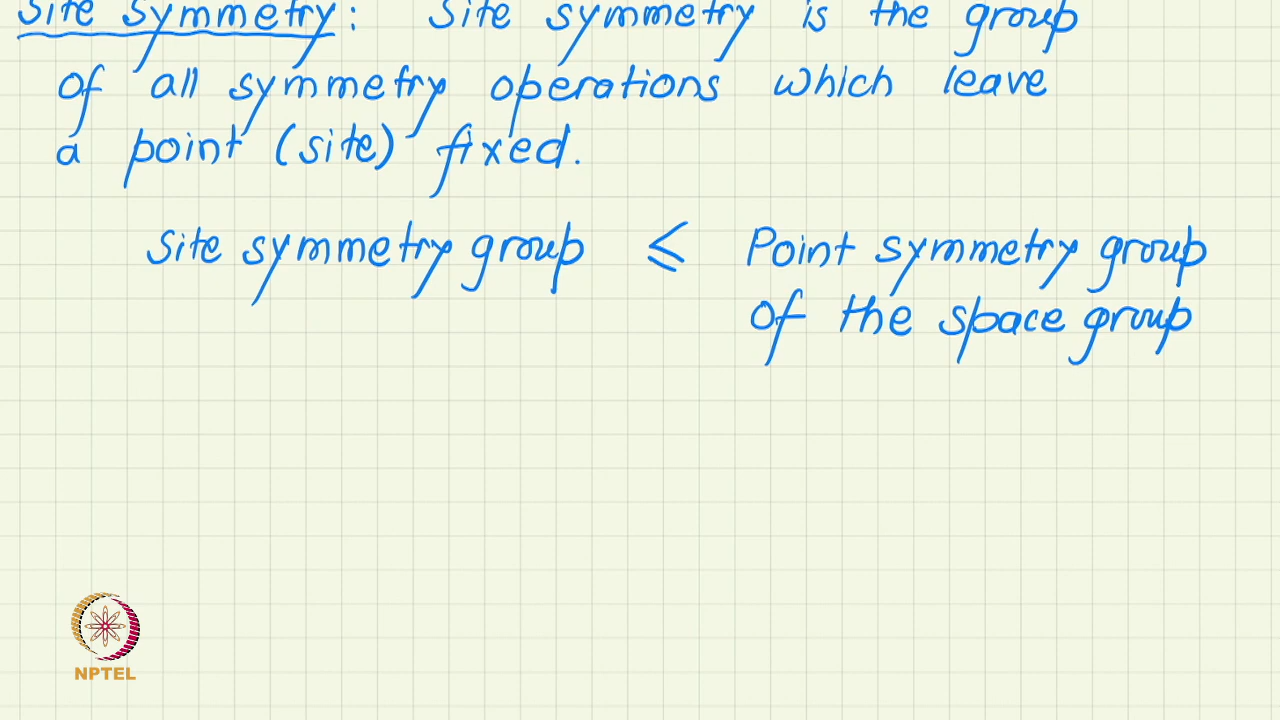 Site Symmetry: Site symmetry is the group
of all symmetry operations which leave
a point (site) fixed.
Site symmetry group ≤ Point symmetry group
of the space group
NPTEL